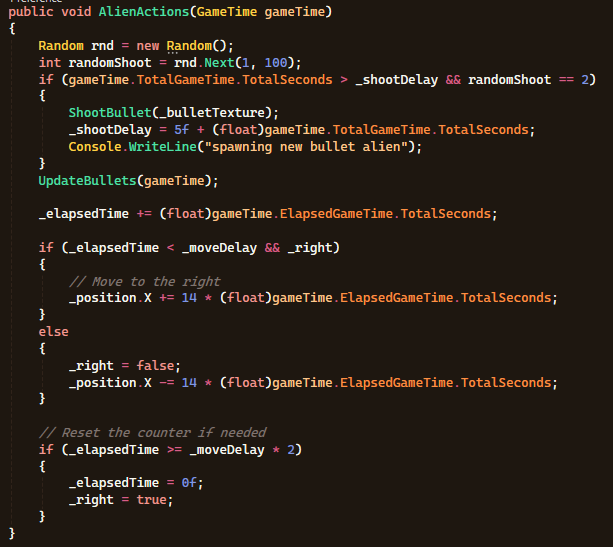 public void AlienActions(GameTime gameTime)
{
    Random rnd = new Random();
    int randomShoot = rnd.Next(1, 100);
    if (gameTime.TotalGameTime.TotalSeconds > _shootDelay && randomShoot == 2)
    {
        ShootBullet(_bulletTexture);
        _shootDelay = 5f + (float)gameTime.TotalGameTime.TotalSeconds;
        Console.WriteLine("spawning new bullet alien");
    }
    UpdateBullets(gameTime);

    _elapsedTime += (float)gameTime.ElapsedGameTime.TotalSeconds;

    if (_elapsedTime < _moveDelay && _right)
    {
        // Move to the right
        _position.X += 14 * (float)gameTime.ElapsedGameTime.TotalSeconds;
    }
    else
    {
        _right = false;
        _position.X -= 14 * (float)gameTime.ElapsedGameTime.TotalSeconds;
    }

    // Reset the counter if needed
    if (_elapsedTime >= _moveDelay * 2)
    {
        _elapsedTime = 0f;
        _right = true;
    }
}